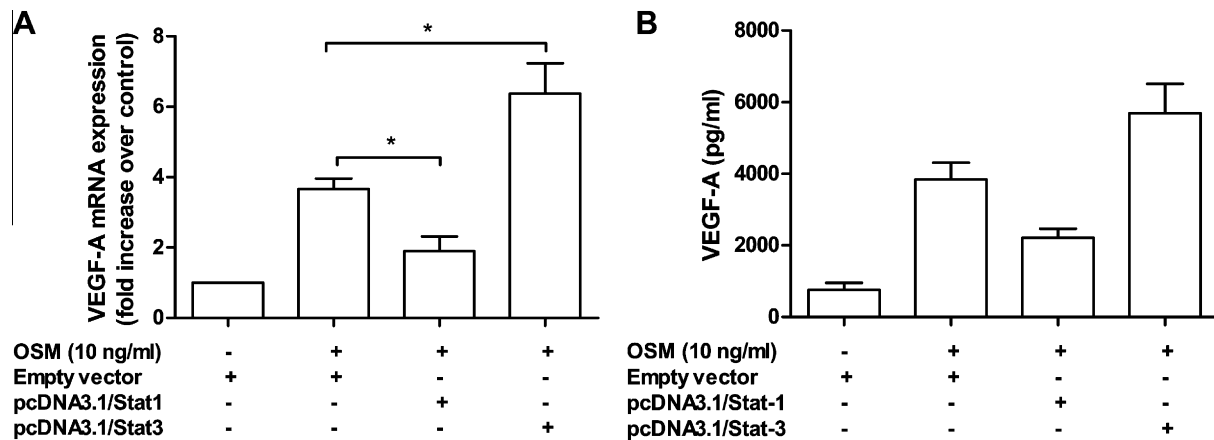 A
VEGF-A mRNA expression
(fold increase over control)
8
6
4
2
0
*
*
OSM (10 ng/ml) - + + +
Empty vector + + - -
pcDNA3.1/Stat1 - - + -
pcDNA3.1/Stat3 - - - +
B
VEGF-A (pg/ml)
8000
6000
4000
2000
0
OSM (10 ng/ml) - + + +
Empty vector + + - -
pcDNA3.1/Stat-1 - - + -
pcDNA3.1/Stat-3 - - - +